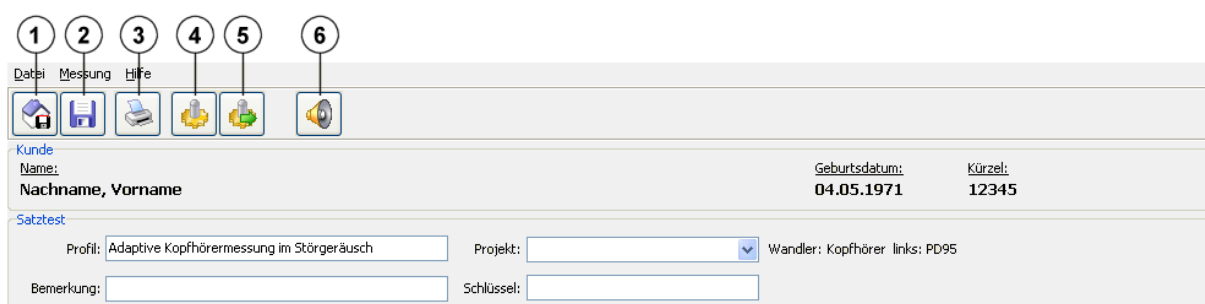 1 2 3 4 5 6
Datei Messung Hilfe
Kunde
Name: Geburtsdatum: Kürzel:
Nachname, Vorname 04.05.1971 12345
Satztest
Profil: Adaptive Kopfhörermessung im Störgeräusch Projekt: Wandler: Kopfhörer links: PD95
Bemerkung: Schlüssel: